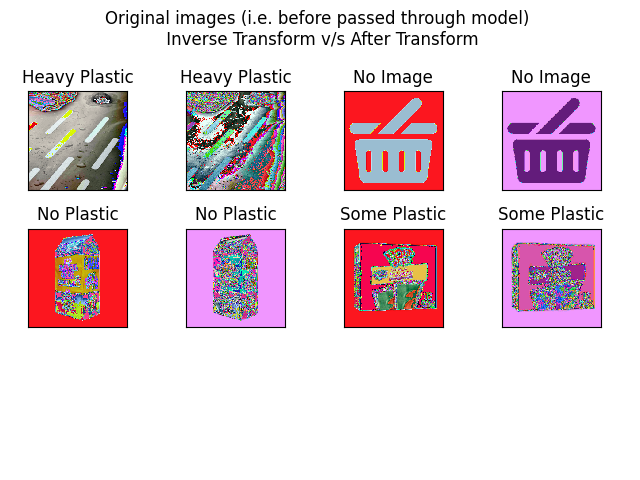 Original images (i.e. before passed through model)
Inverse Transform v/s After Transform
Heavy Plastic
Heavy Plastic
No Image
No Image
No Plastic
No Plastic
Some Plastic
Some Plastic